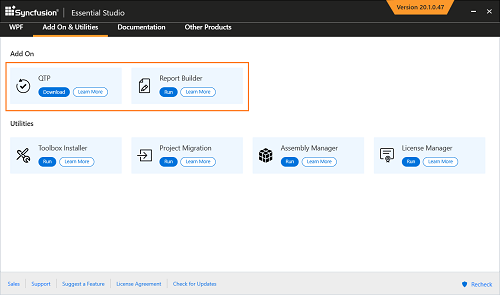 Syncfusion® Essential Studio
Version 20.1.0.47
WPF Add On & Utilities Documentation Other Products
Add On
QTP Report Builder
Download Learn More Run Learn More
Utilities
Toolbox Installer Project Migration Assembly Manager License Manager
Run Learn More Run Learn More Run Learn More Run Learn More
Sales Support Suggest a Feature License Agreement Check for Updates Recheck